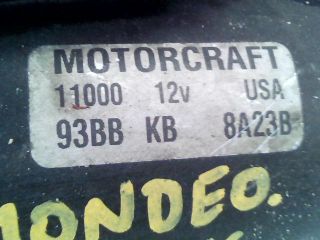 MOTORCRAFT
11000 12v USA
93BB KB 8A23B
MONDEO.